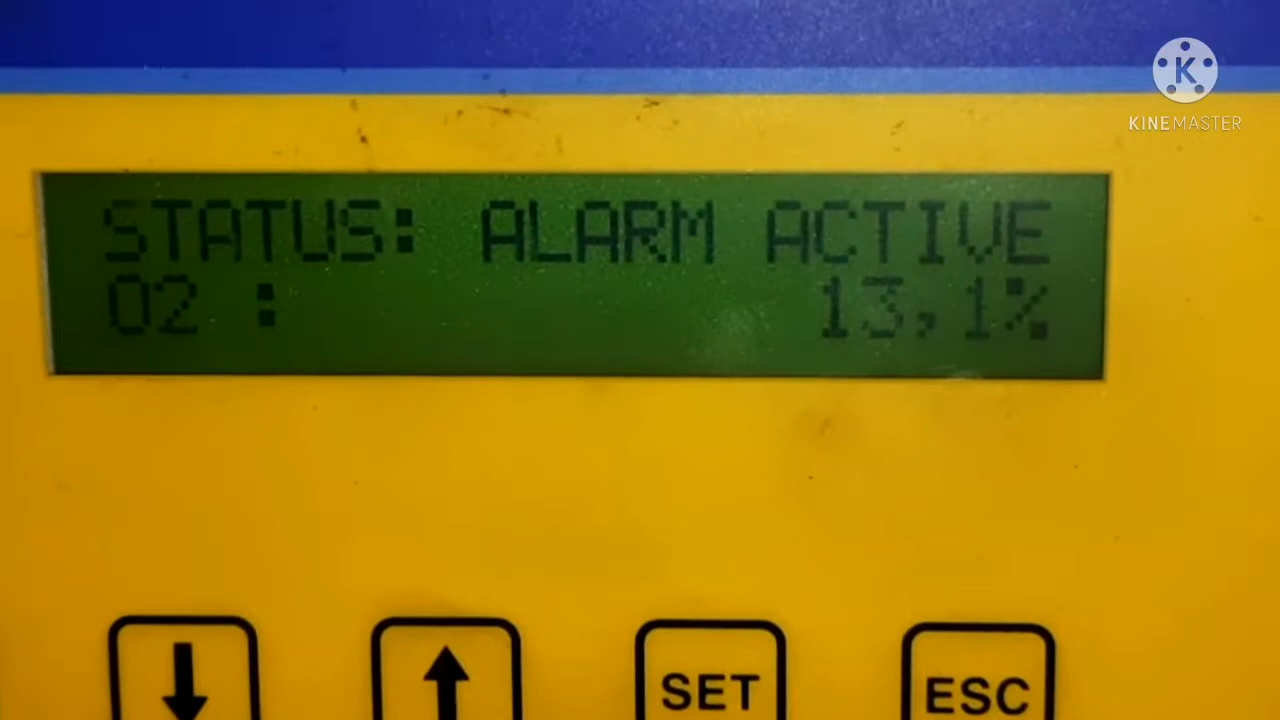 KINEMASTER
STATUS: ALARM ACTIVE
O2 : 13,1%
SET
ESC